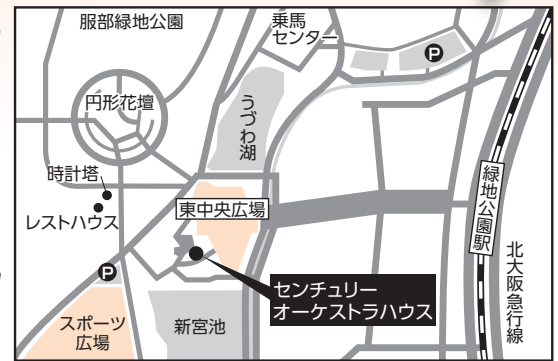 服部緑地公園
乗馬
センター
P
円形花壇
うづわ湖
時計塔
レストハウス
東中央広場
緑地公園駅
北大阪急行線
P
センチュリー
オーケストラハウス
スポーツ
広場
新宮池